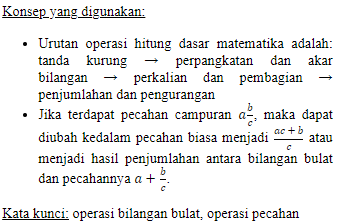 Konsep yang digunakan:
• Urutan operasi hitung dasar matematika adalah:
tanda kurung → perpangkatan dan akar
bilangan → perkalian dan pembagian →
penjumlahan dan pengurangan
• Jika terdapat pecahan campuran $a\frac{b}{c}$, maka dapat
diubah kedalam pecahan biasa menjadi $\frac{ac+b}{c}$ atau
menjadi hasil penjumlahan antara bilangan bulat
dan pecahannya $a + \frac{b}{c}$.
Kata kunci: operasi bilangan bulat, operasi pecahan